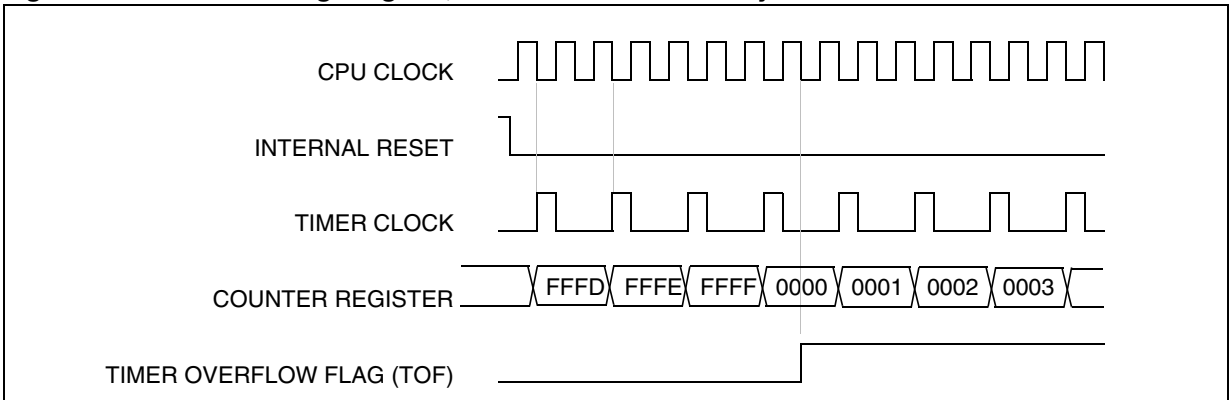 CPU CLOCK
INTERNAL RESET
TIMER CLOCK
COUNTER REGISTER FFFD FFFE FFFF 0000 0001 0002 0003
TIMER OVERFLOW FLAG (TOF)